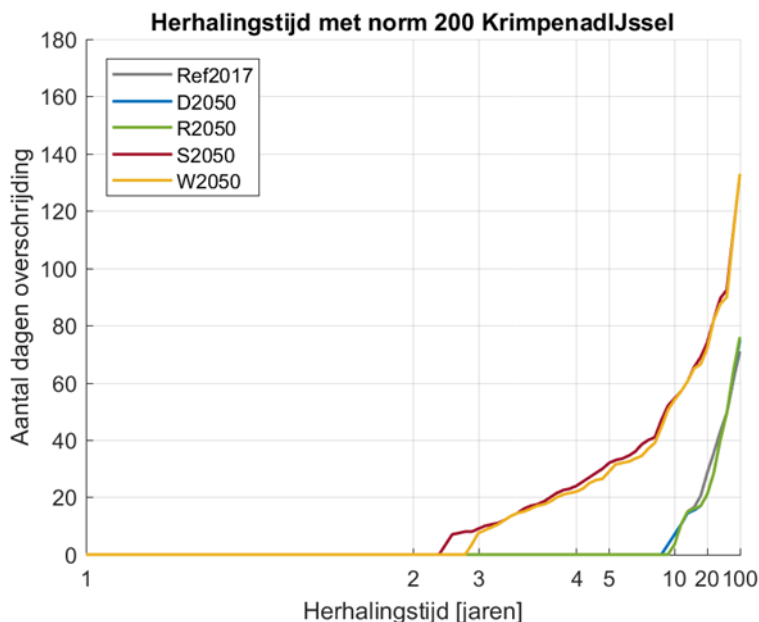 Herhalingstijd met norm 200 KrimpenadIJssel
180
160
140
120
100
80
60
40
20
0
Aantal dagen overschrijding
Ref2017
D2050
R2050
S2050
W2050
1 2 3 4 5 10 20 100
Herhalingstijd [jaren]